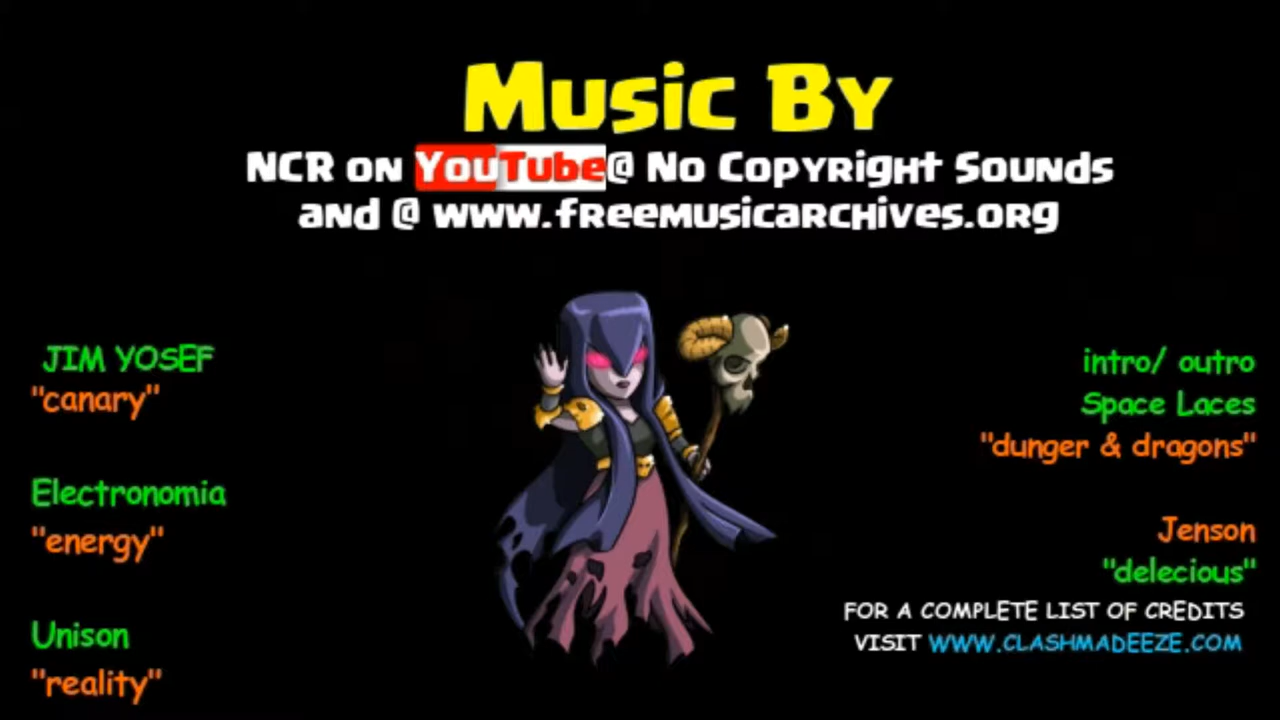 Music By
NCR on YouTube@ No Copyright Sounds
and @ www.freemusicarchives.org
JIM YOSEF
"canary"
Electronomia
"energy"
Unison
"reality"
intro/ outro
Space Laces
"dunger & dragons"
Jenson
"delecious"
FOR A COMPLETE LIST OF CREDITS
VISIT WWW.CLASHMADEEZE.COM